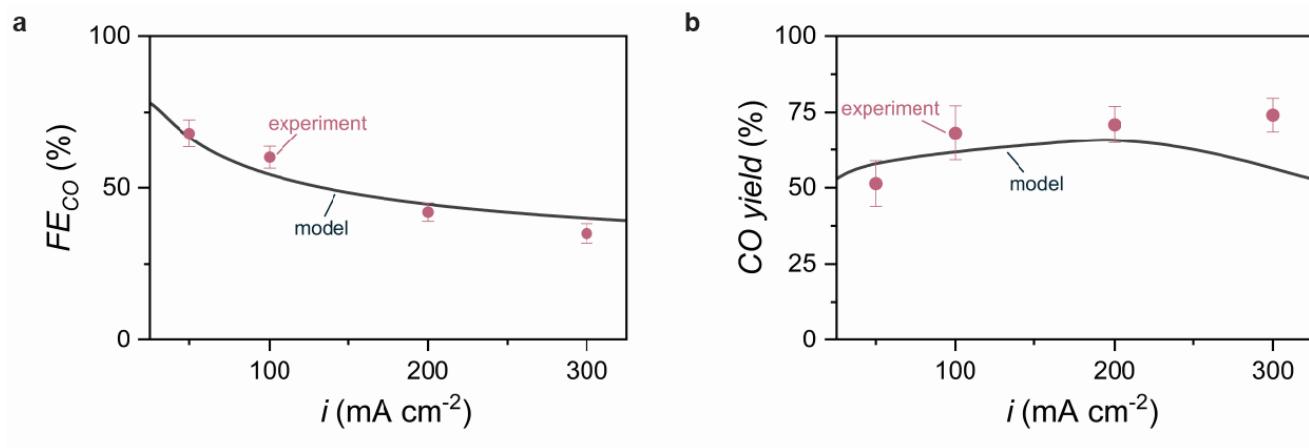 a
100
50
0
FE_CO (%)
experiment
model
100
200
300
i (mA cm⁻²)
b
100
75
50
25
0
CO yield (%)
experiment
model
100
200
300
i (mA cm⁻²)